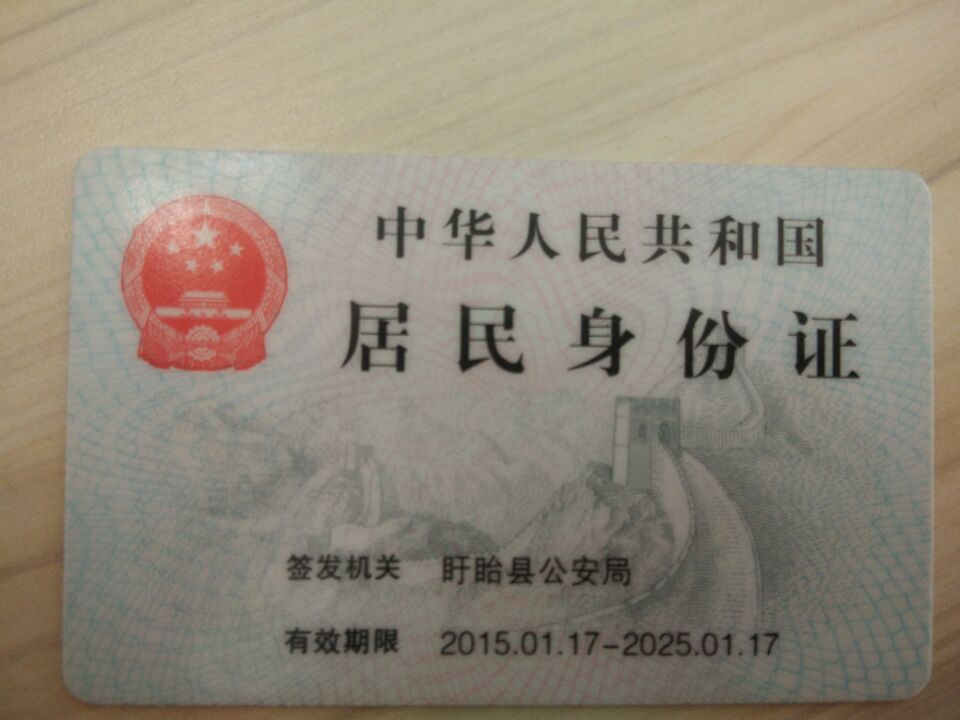 中华人民共和国
居民身份证
签发机关 盱眙县公安局
有效期限 2015.01.17-2025.01.17